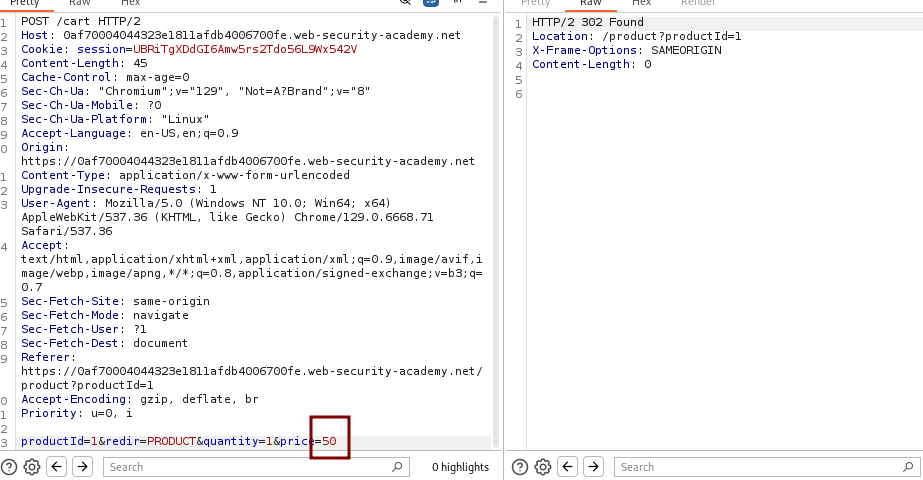 Pretty Raw Hex
1 POST /cart HTTP/2
2 Host: 0af70004044323e1811afdb4006700fe.web-security-academy.net
3 Cookie: session=UBRiTgXDdGI6Amw5rs2Tdo56L9Wx542V
4 Content-Length: 45
5 Cache-Control: max-age=0
6 Sec-Ch-Ua: "Chromium";v="129", "Not=A?Brand";v="8"
7 Sec-Ch-Ua-Mobile: ?0
8 Sec-Ch-Ua-Platform: "Linux"
9 Accept-Language: en-US,en;q=0.9
0 Origin:
https://0af70004044323e1811afdb4006700fe.web-security-academy.net
1 Content-Type: application/x-www-form-urlencoded
2 Upgrade-Insecure-Requests: 1
3 User-Agent: Mozilla/5.0 (Windows NT 10.0; Win64; x64)
AppleWebKit/537.36 (KHTML, like Gecko) Chrome/129.0.6668.71
Safari/537.36
4 Accept:
text/html,application/xhtml+xml,application/xml;q=0.9,image/avif,i
mage/webp,image/apng,*/*;q=0.8,application/signed-exchange;v=b3;q=
0.7
5 Sec-Fetch-Site: same-origin
6 Sec-Fetch-Mode: navigate
7 Sec-Fetch-User: ?1
8 Sec-Fetch-Dest: document
9 Referer:
https://0af70004044323e1811afdb4006700fe.web-security-academy.net/
product?productId=1
0 Accept-Encoding: gzip, deflate, br
1 Priority: u=0, i
2
3 productId=1&redir=PRODUCT&quantity=1&price=50
Search
0 highlights
Pretty Raw Hex Render
1 HTTP/2 302 Found
2 Location: /product?productId=1
3 X-Frame-Options: SAMEORIGIN
4 Content-Length: 0
5
6
Search